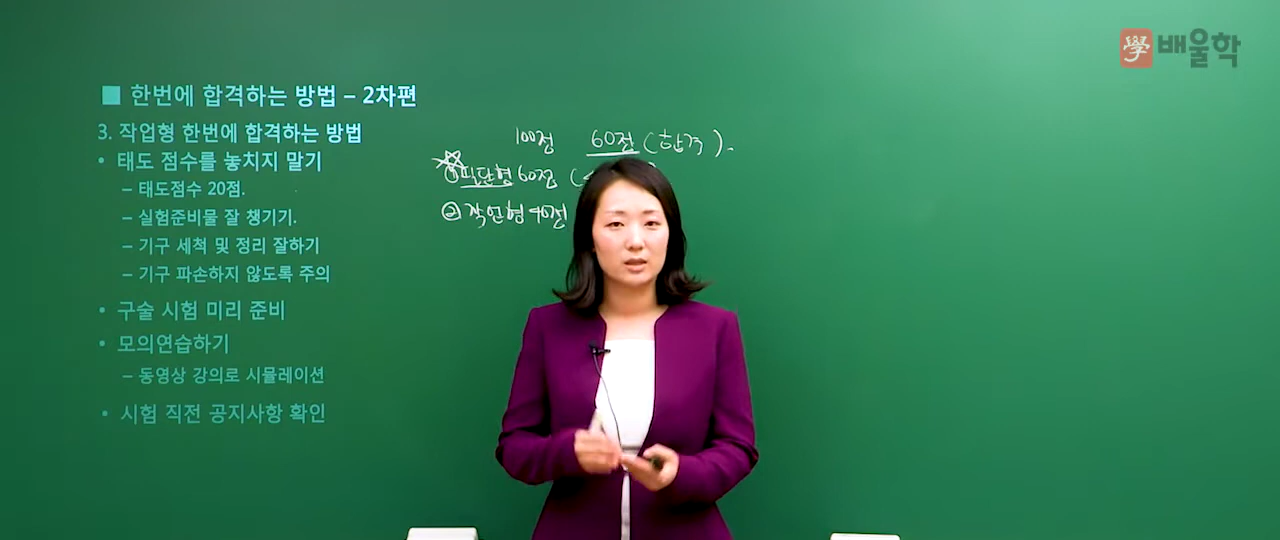 學배울학
■ 한번에 합격하는 방법 – 2차편
3. 작업형 한번에 합격하는 방법
• 태도 점수를 놓치지 말기
– 태도점수 20점.
– 실험준비물 잘 챙기기.
– 기구 세척 및 정리 잘하기
– 기구 파손하지 않도록 주의
• 구술 시험 미리 준비
• 모의연습하기
– 동영상 강의로 시뮬레이션
• 시험 직전 공지사항 확인
100점 60점 (합격).
① 필답형 60점 (
② 작업형 40점